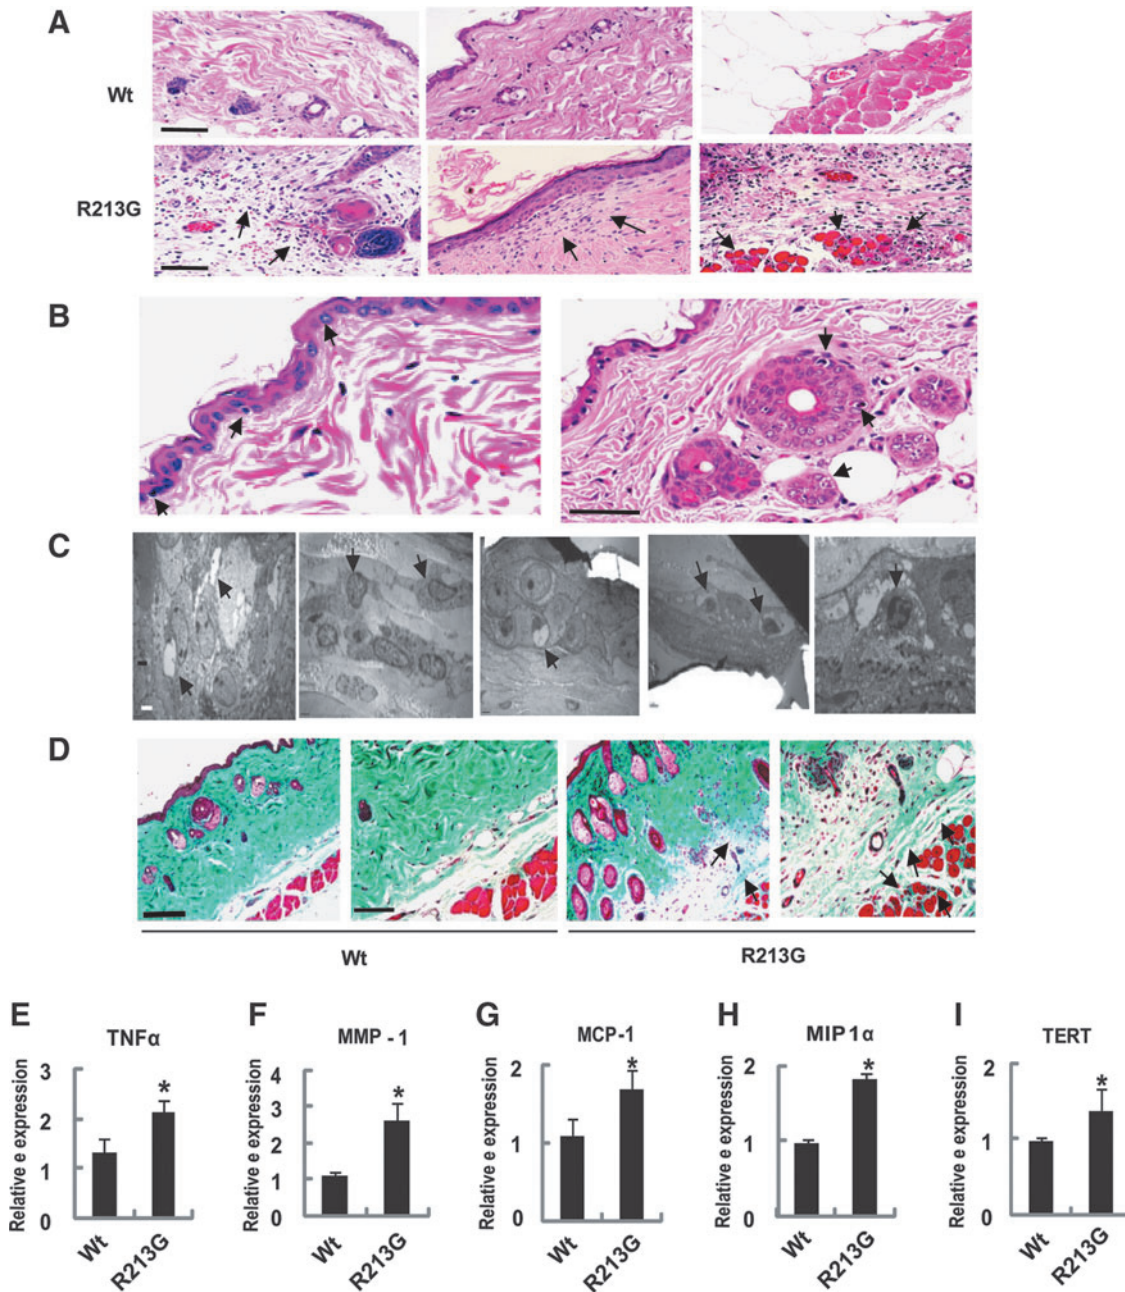 A
Wt
R213G
B
C
D
Wt
R213G
E
TNFα
Relative e expression
3
2
1
0
Wt
R213G
F
MMP - 1
Relative e expression
4
3
2
1
0
Wt
R213G
G
MCP-1
Relative e expression
2
1
0
Wt
R213G
H
MIP 1α
Relative e expression
2
1
0
Wt
R213G
I
TERT
Relative e expression
2
1
0
Wt
R213G
*
*
*
*
*